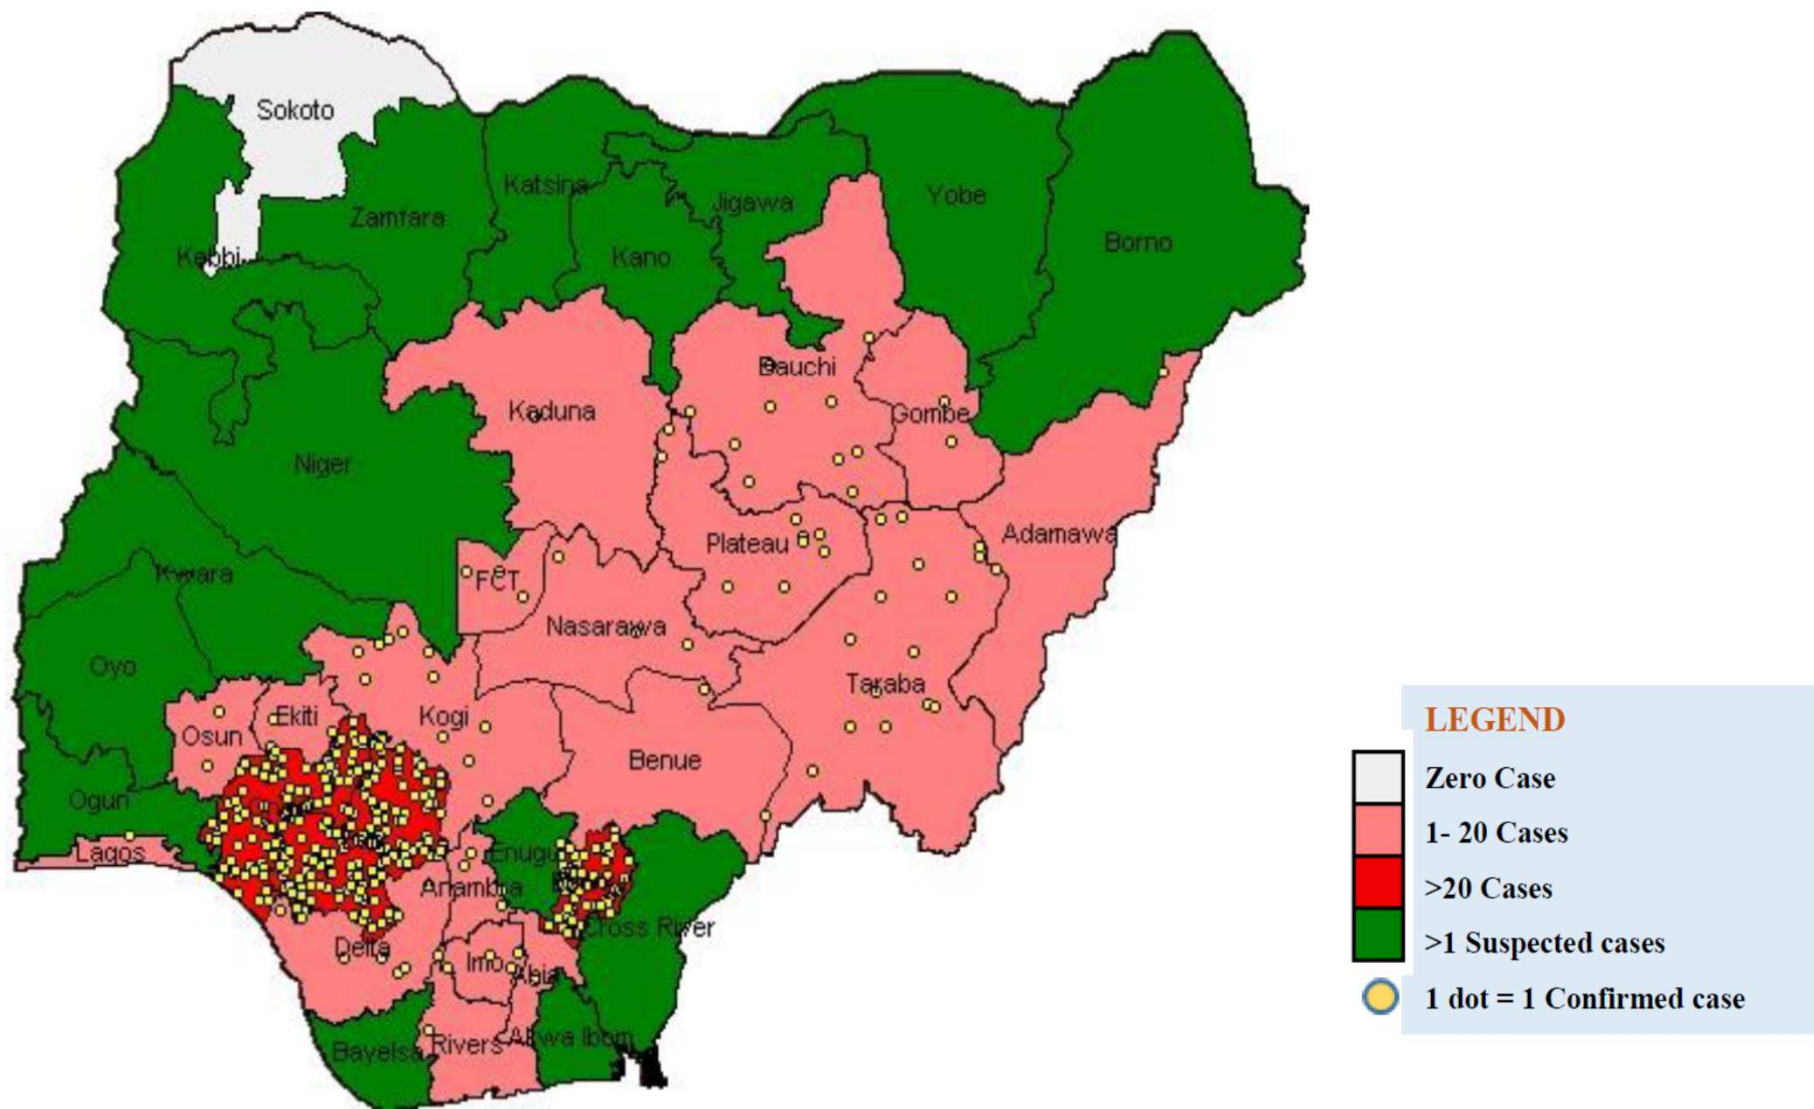 Sokoto
Katsina
Jigawa
Yobe
Zamfara
Borno
Kebbi
Kano
Bauchi
Kaduna
Gombe
Niger
Adamawa
Plateau
Kwara
FCT
Nasarawa
Oyo
Taraba
Ekiti
Kogi
Osun
Benue
Ogun
Lagos
Enugu
Anambra
Cross River
Delta
Imo
Abia
Bayelsa
Rivers
Akwa Ibom
LEGEND
Zero Case
1- 20 Cases
>20 Cases
>1 Suspected cases
1 dot = 1 Confirmed case